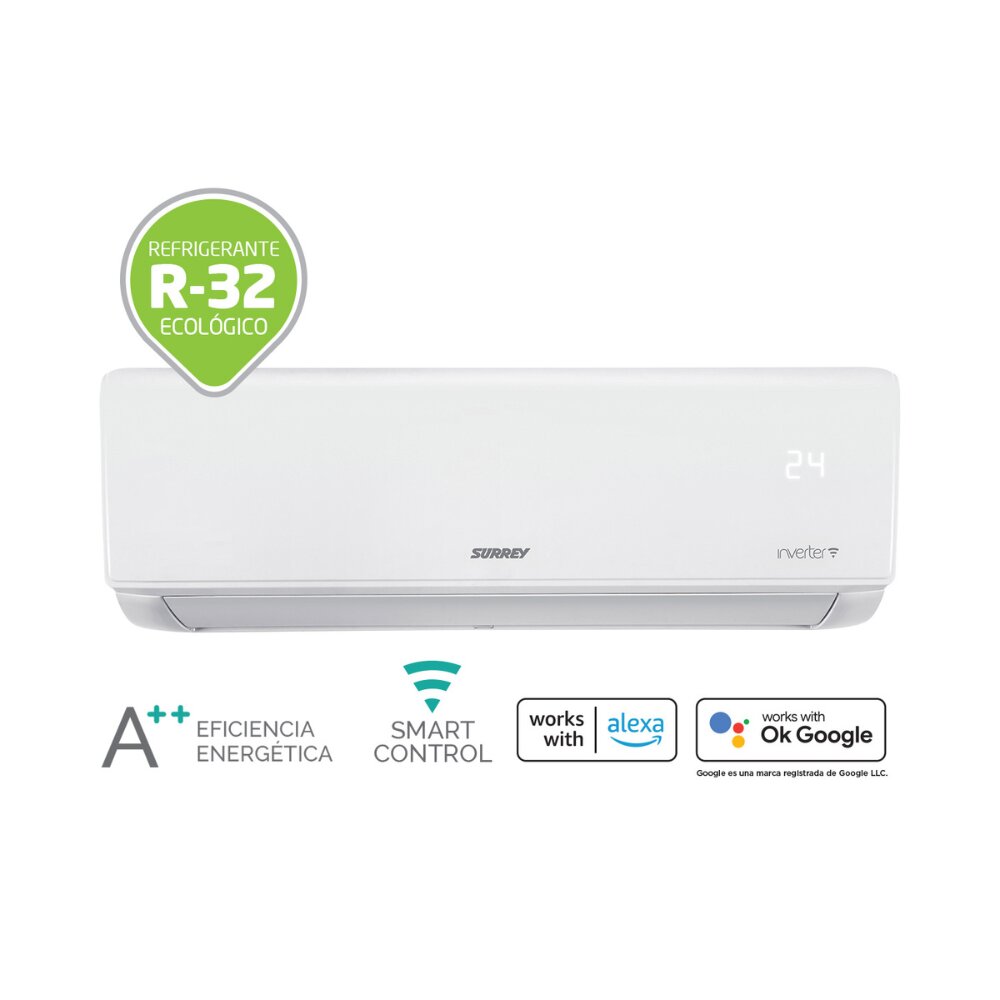 REFRIGERANTE
R-32
ECOLÓGICO
24
SURREY
inverter
A++ EFICIENCIA
ENERGÉTICA
SMART
CONTROL
works
with
alexa
works with
Ok Google
Google es una marca registrada de Google LLC.